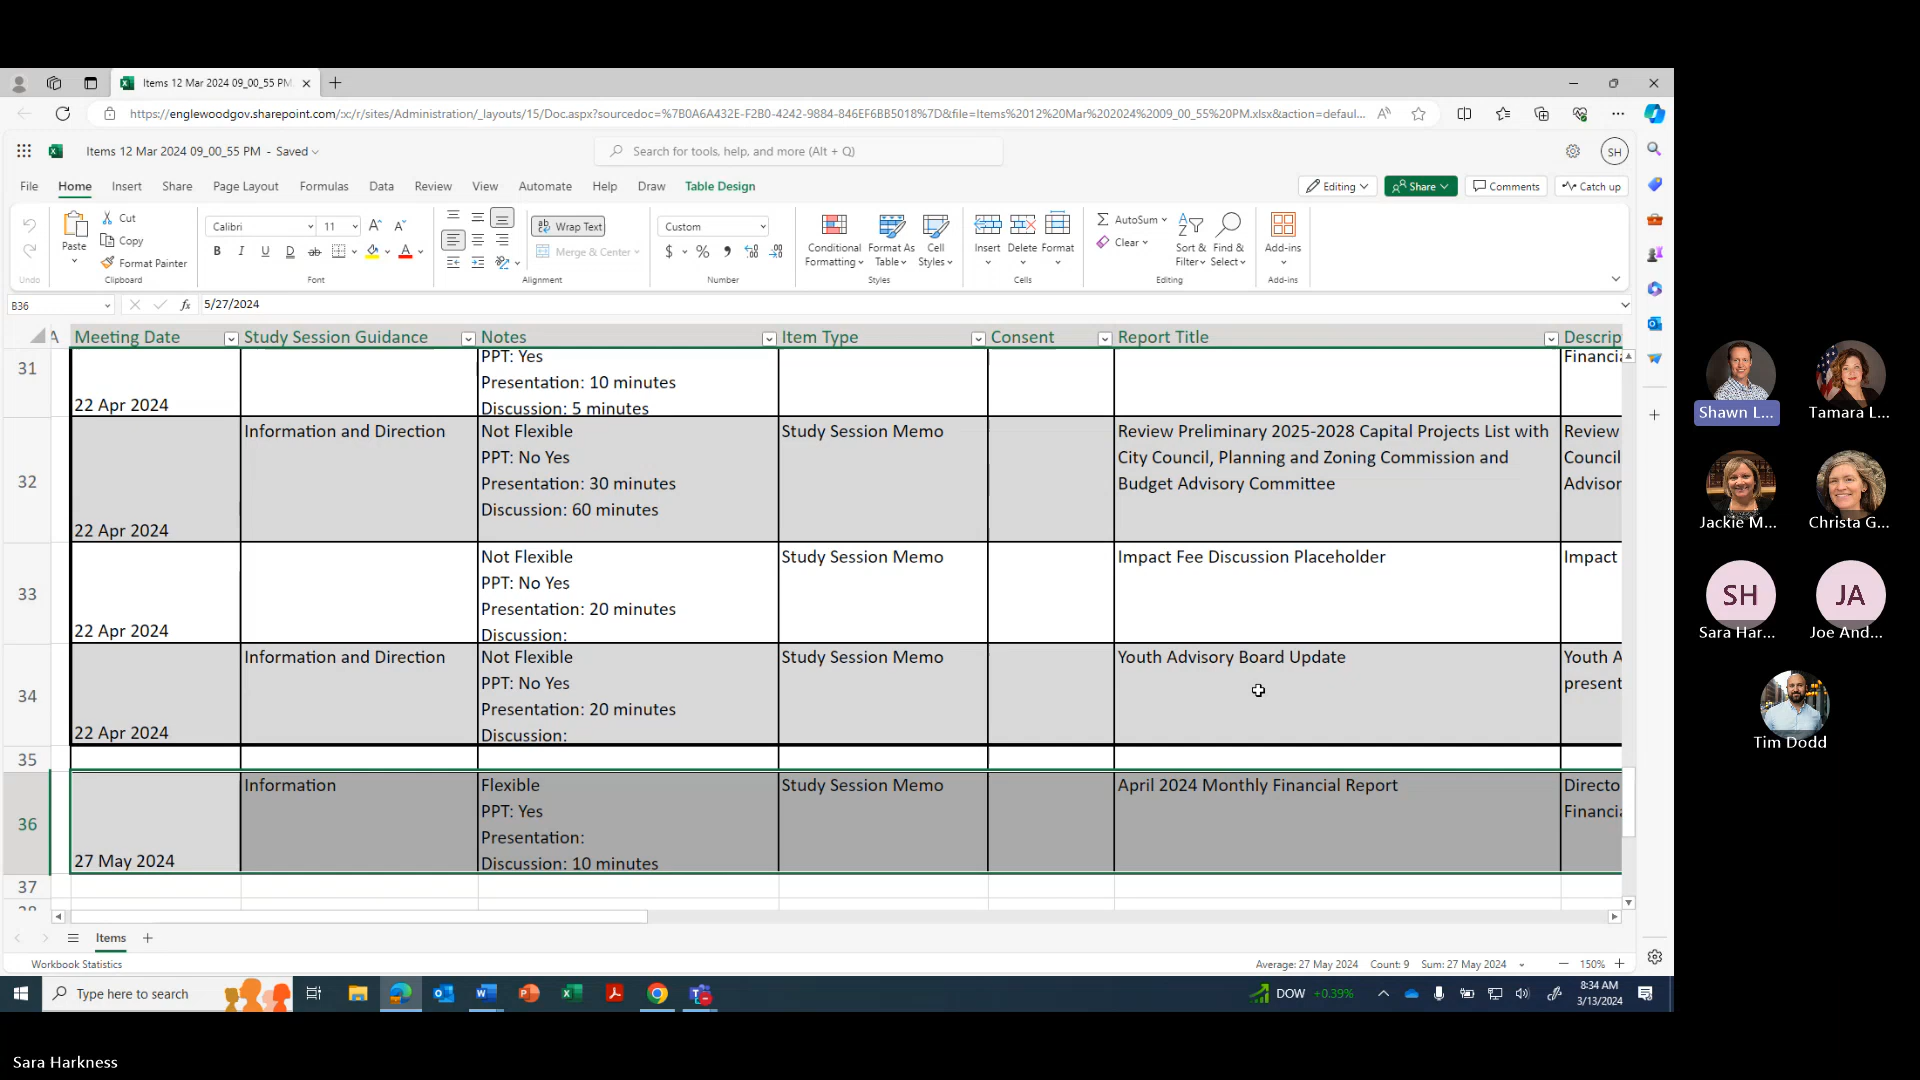 Items 12 Mar 2024 09_00_55 PM
https://englewoodgov.sharepoint.com/:x:/r/sites/Administration/_layouts/15/Doc.aspx?sourcedoc=%7B0A6A432E-F2B0-4242-9884-846EF6BB5018%7D&file=Items%2012%20Mar%202024%2009_00_55%20PM.xlsx&action=defaul...
Items 12 Mar 2024 09_00_55 PM - Saved
Search for tools, help, and more (Alt + Q)
SH
File Home Insert Share Page Layout Formulas Data Review View Automate Help Draw Table Design
Editing Share Comments Catch up
Paste Cut Copy Format Painter
Calibri 11
Wrap Text
Merge & Center
Custom
Conditional Formatting Format As Table Cell Styles
Insert Delete Format
AutoSum Clear
Sort & Filter Find & Select
Add-ins
Undo Clipboard Font Alignment Number Styles Cells Editing Add-ins
B36 fx 5/27/2024
A Meeting Date Study Session Guidance Notes Item Type Consent Report Title Descrip
31 22 Apr 2024
PPT: Yes
Presentation: 10 minutes
Discussion: 5 minutes
Financia
32 22 Apr 2024
Information and Direction
Not Flexible
PPT: No Yes
Presentation: 30 minutes
Discussion: 60 minutes
Study Session Memo
Review Preliminary 2025-2028 Capital Projects List with
City Council, Planning and Zoning Commission and
Budget Advisory Committee
Review
Council
Advisor
33 22 Apr 2024
Not Flexible
PPT: No Yes
Presentation: 20 minutes
Discussion:
Study Session Memo
Impact Fee Discussion Placeholder
Impact
34 22 Apr 2024
Information and Direction
Not Flexible
PPT: No Yes
Presentation: 20 minutes
Discussion:
Study Session Memo
Youth Advisory Board Update
Youth A
present
35
36 27 May 2024
Information
Flexible
PPT: Yes
Presentation:
Discussion: 10 minutes
Study Session Memo
April 2024 Monthly Financial Report
Directo
Financia
37
Items
Workbook Statistics
Average: 27 May 2024 Count: 9 Sum: 27 May 2024
150%
Type here to search
DOW +0.39%
8:34 AM
3/13/2024
Shawn L...
Tamara L...
Jackie M...
Christa G...
SH
Sara Har...
JA
Joe And...
Tim Dodd
Sara Harkness